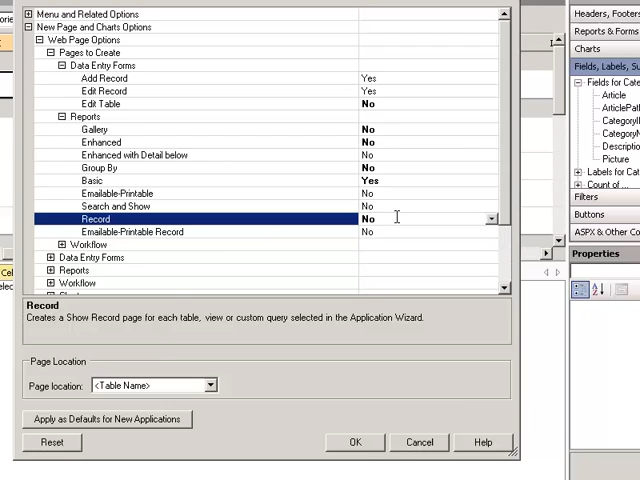 Menu and Related Options
New Page and Charts Options
Web Page Options
Pages to Create
Data Entry Forms
Add Record Yes
Edit Record Yes
Edit Table No
Reports
Gallery No
Enhanced No
Enhanced with Detail below No
Group By No
Basic Yes
Emailable-Printable No
Search and Show No
Record No
Emailable-Printable Record No
Workflow
Data Entry Forms
Reports
Workflow
Record
Creates a Show Record page for each table, view or custom query selected in the Application Wizard.
Page Location
Page location: <Table Name>
Apply as Defaults for New Applications
Reset OK Cancel Help
Headers, Footers
Reports & Forms
Charts
Fields, Labels, Su
Fields for Cat
Article
ArticlePat
CategoryI
CategoryN
Descriptio
Picture
Labels for Cat
Count of ...
Filters
Buttons
ASPX & Other Co
Properties